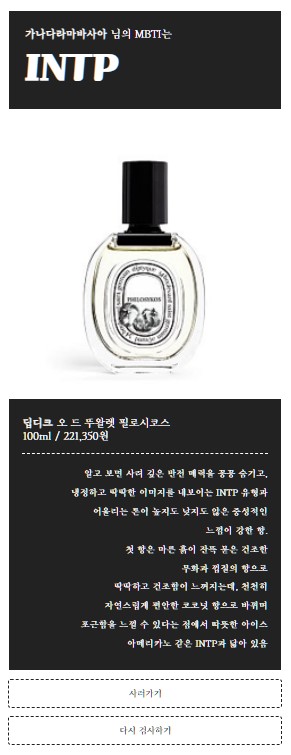 가나다라마바사아 님의 MBTI는
INTP
PHILOSYKOS
딥디크 오 드 뚜왈렛 필로시코스
100ml / 221,350원
알고 보면 사려 깊은 반전 매력을 꽁꽁 숨기고,
냉정하고 딱딱한 이미지를 내보이는 INTP 유형과
어울리는 톤이 높지도 낮지도 않은 중성적인
느낌이 강한 향.
첫 향은 마른 흙이 잔뜩 묻은 건조한
무화과 껍질의 향으로
딱딱하고 건조함이 느껴지는데, 천천히
자연스럽게 편안한 코코넛 향으로 바뀌며
포근함을 느낄 수 있다는 점에서 따뜻한 아이스
아메리카노 같은 INTP과 닮아 있음
사러가기
다시 검사하기